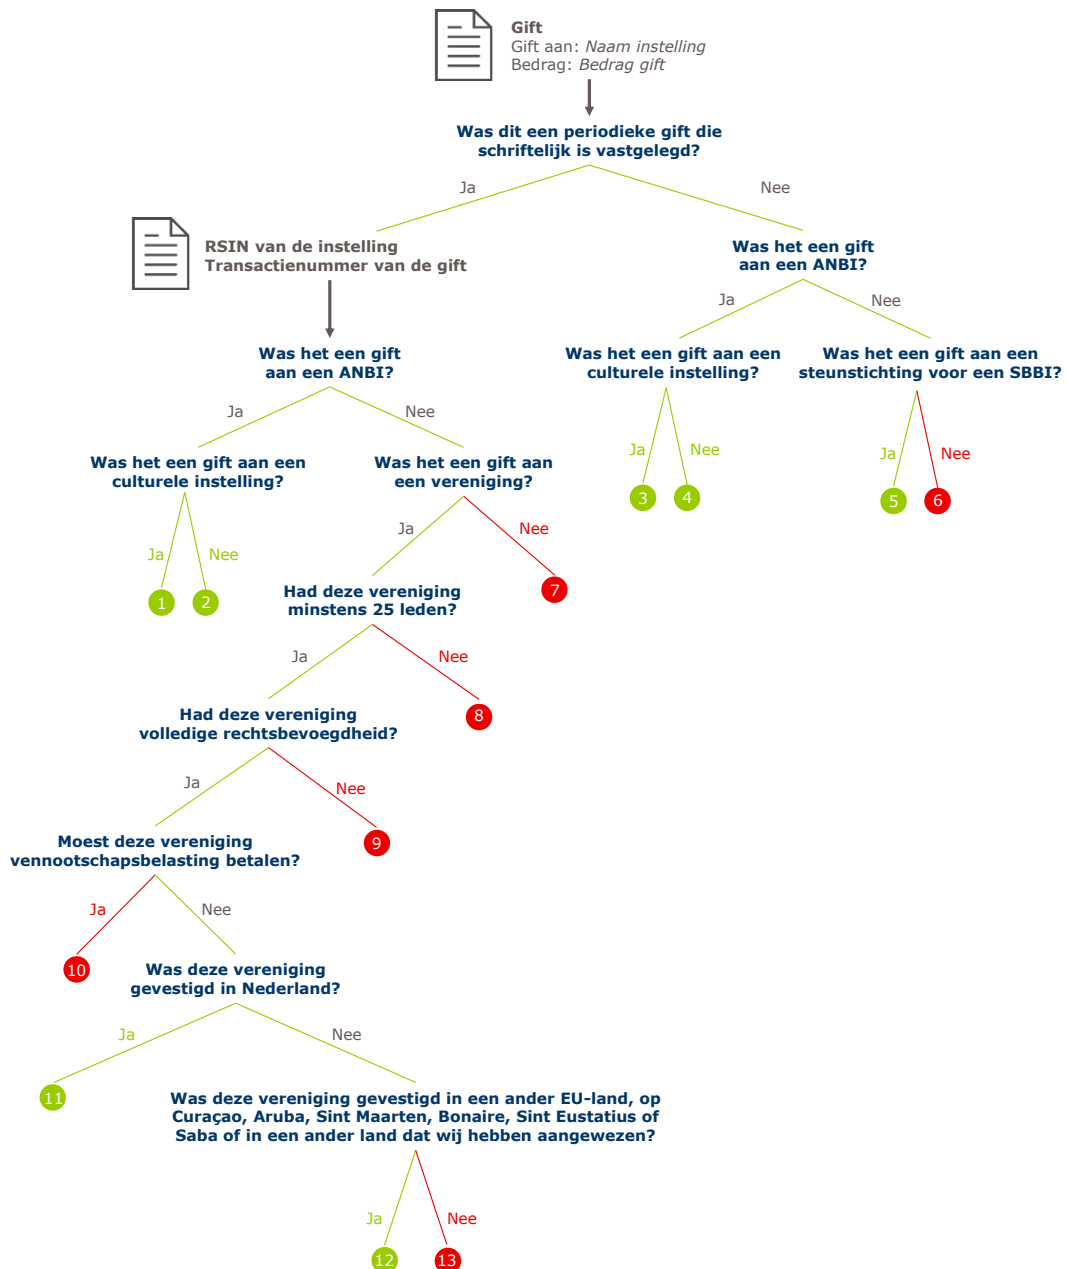 Gift
Gift aan: Naam instelling
Bedrag: Bedrag gift
Was dit een periodieke gift die
schriftelijk is vastgelegd?
Ja
Nee
RSIN van de instelling
Transactienummer van de gift
Was het een gift
aan een ANBI?
Ja
Nee
Was het een gift
aan een ANBI?
Was het een gift aan een
culturele instelling?
Was het een gift aan een
steunstichting voor een SBBI?
Ja
Nee
Ja
Nee
Ja
Nee
3
4
5
6
Was het een gift aan een
culturele instelling?
Was het een gift aan
een vereniging?
Ja
Nee
Ja
Nee
1
2
7
Had deze vereniging
minstens 25 leden?
Ja
Nee
8
Had deze vereniging
volledige rechtsbevoegdheid?
Ja
Nee
9
Moest deze vereniging
vennootschapsbelasting betalen?
Ja
Nee
10
Was deze vereniging
gevestigd in Nederland?
Ja
Nee
11
Was deze vereniging gevestigd in een ander EU-land, op
Curaçao, Aruba, Sint Maarten, Bonaire, Sint Eustatius of
Saba of in een ander land dat wij hebben aangewezen?
Ja
Nee
12
13